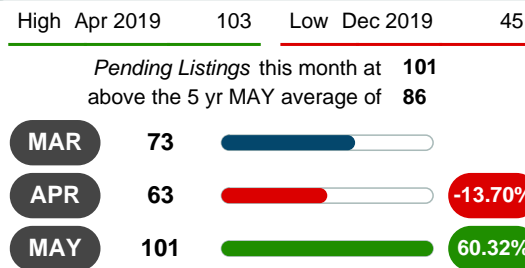 High Apr 2019 103 Low Dec 2019 45
Pending Listings this month at 101
above the 5 yr MAY average of 86
MAR 73
APR 63 -13.70%
MAY 101 60.32%